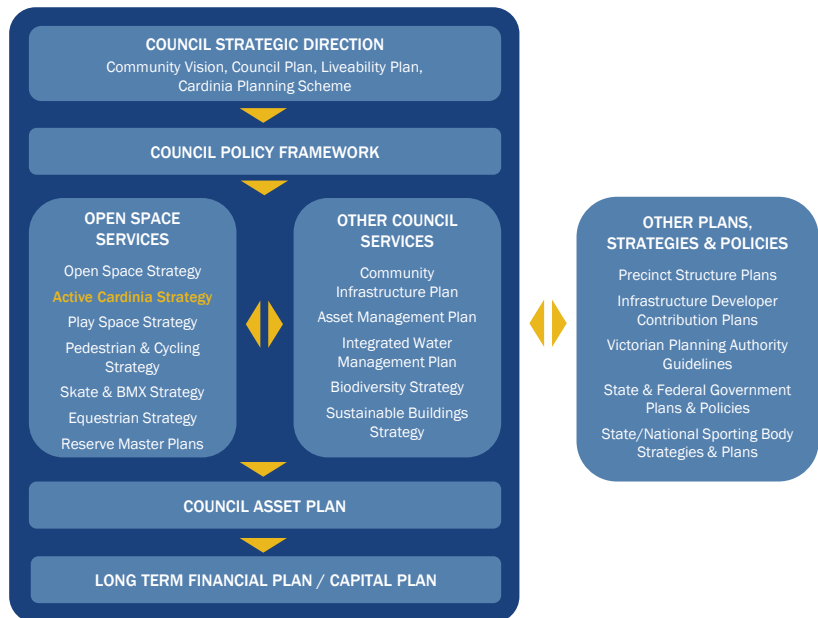 COUNCIL STRATEGIC DIRECTION
Community Vision, Council Plan, Liveability Plan,
Cardinia Planning Scheme
COUNCIL POLICY FRAMEWORK
OPEN SPACE
SERVICES
Open Space Strategy
Active Cardinia Strategy
Play Space Strategy
Pedestrian & Cycling
Strategy
Skate & BMX Strategy
Equestrian Strategy
Reserve Master Plans
OTHER COUNCIL
SERVICES
Community
Infrastructure Plan
Asset Management Plan
Integrated Water
Management Plan
Biodiversity Strategy
Sustainable Buildings
Strategy
OTHER PLANS,
STRATEGIES & POLICIES
Precinct Structure Plans
Infrastructure Developer
Contribution Plans
Victorian Planning Authority
Guidelines
State & Federal Government
Plans & Policies
State/National Sporting Body
Strategies & Plans
COUNCIL ASSET PLAN
LONG TERM FINANCIAL PLAN / CAPITAL PLAN